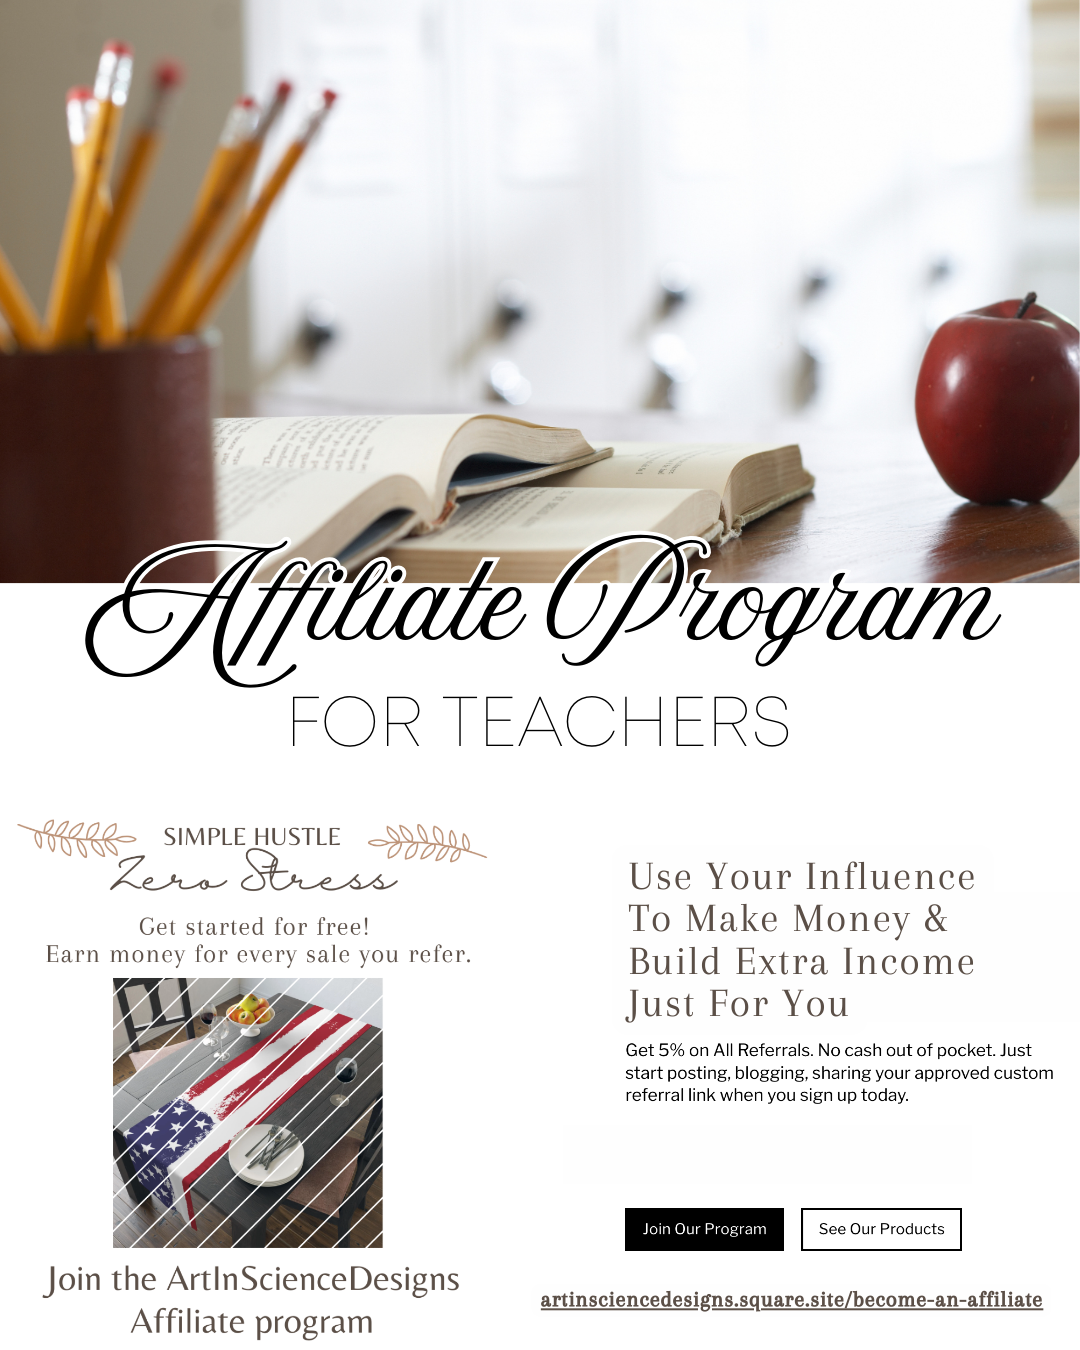 Affiliate Program
FOR TEACHERS
SIMPLE HUSTLE
Zero Stress
Get started for free!
Earn money for every sale you refer.
Join the ArtInScienceDesigns
Affiliate program
Use Your Influence
To Make Money &
Build Extra Income
Just For You
Get 5% on All Referrals. No cash out of pocket. Just
start posting, blogging, sharing your approved custom
referral link when you sign up today.
Join Our Program
See Our Products
artinsciencedesigns.square.site/become-an-affiliate